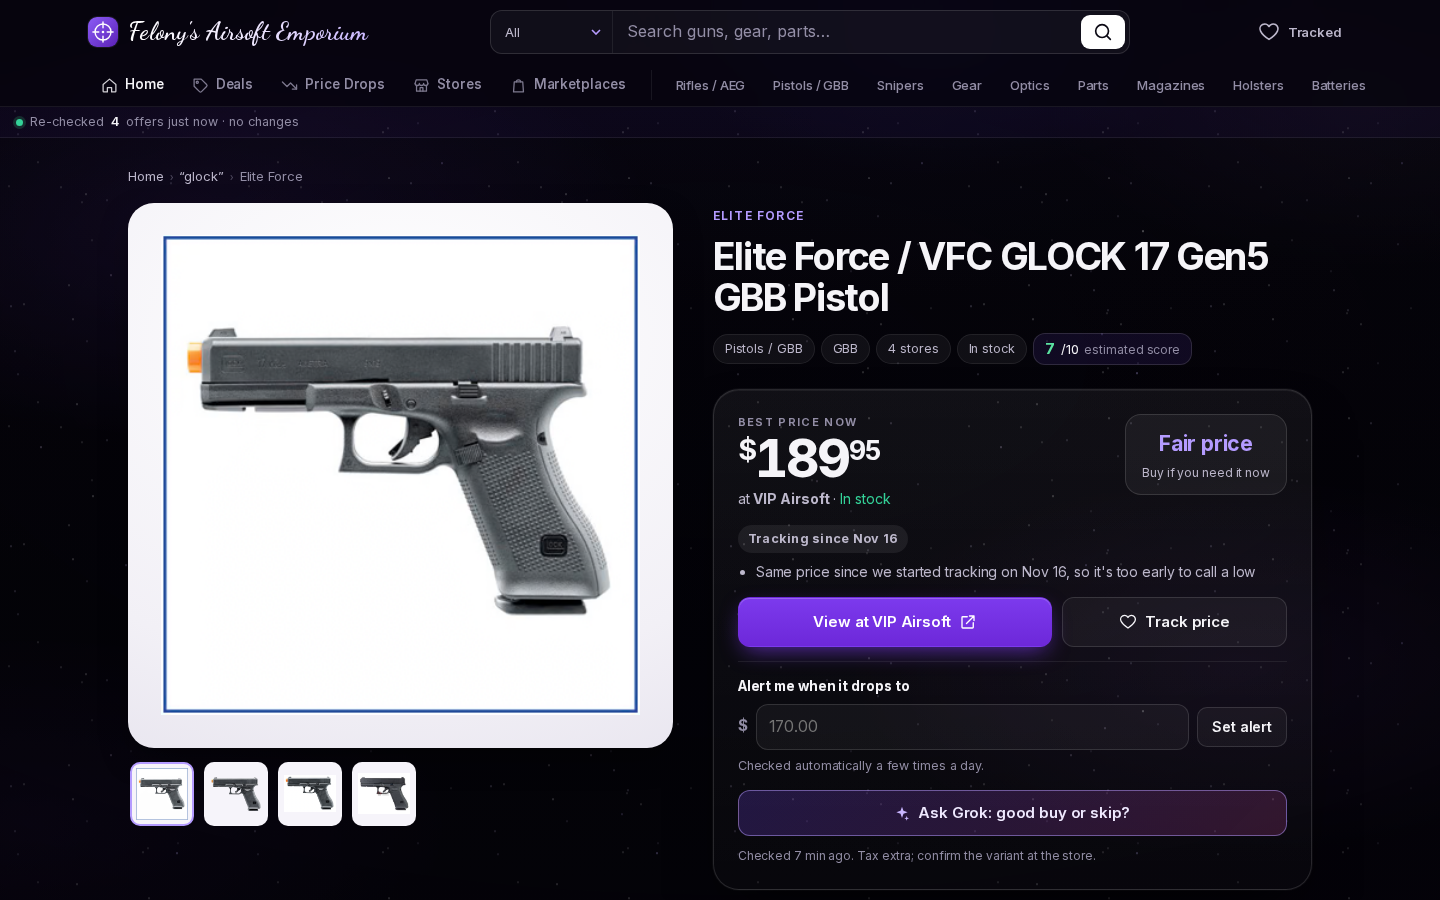 Felony's Airsoft Emporium
All
Search guns, gear, parts…
Tracked
Home
Deals
Price Drops
Stores
Marketplaces
Rifles / AEG
Pistols / GBB
Snipers
Gear
Optics
Parts
Magazines
Holsters
Batteries
Re-checked 4 offers just now · no changes
Home › “glock” › Elite Force
ELITE FORCE
Elite Force / VFC GLOCK 17 Gen5
GBB Pistol
Pistols / GBB
GBB
4 stores
In stock
7 /10 estimated score
BEST PRICE NOW
$189 95
at VIP Airsoft · In stock
Fair price
Buy if you need it now
Tracking since Nov 16
• Same price since we started tracking on Nov 16, so it's too early to call a low
View at VIP Airsoft
Track price
Alert me when it drops to
$ 170.00
Set alert
Checked automatically a few times a day.
Ask Grok: good buy or skip?
Checked 7 min ago. Tax extra; confirm the variant at the store.